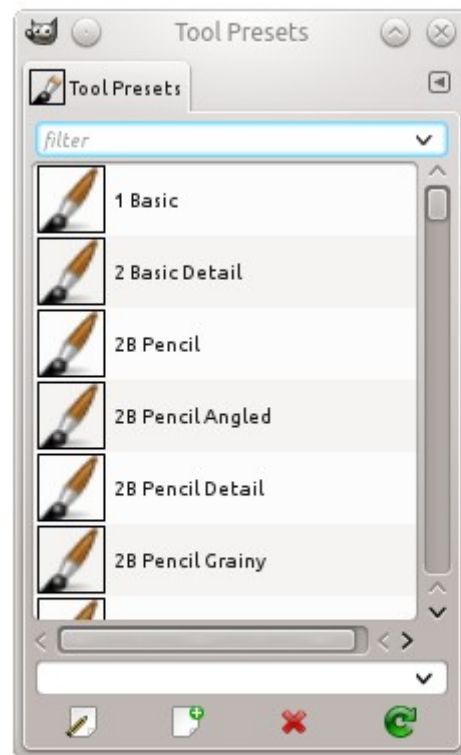 Tool Presets
Tool Presets
filter
1 Basic
2 Basic Detail
2B Pencil
2B Pencil Angled
2B Pencil Detail
2B Pencil Grainy